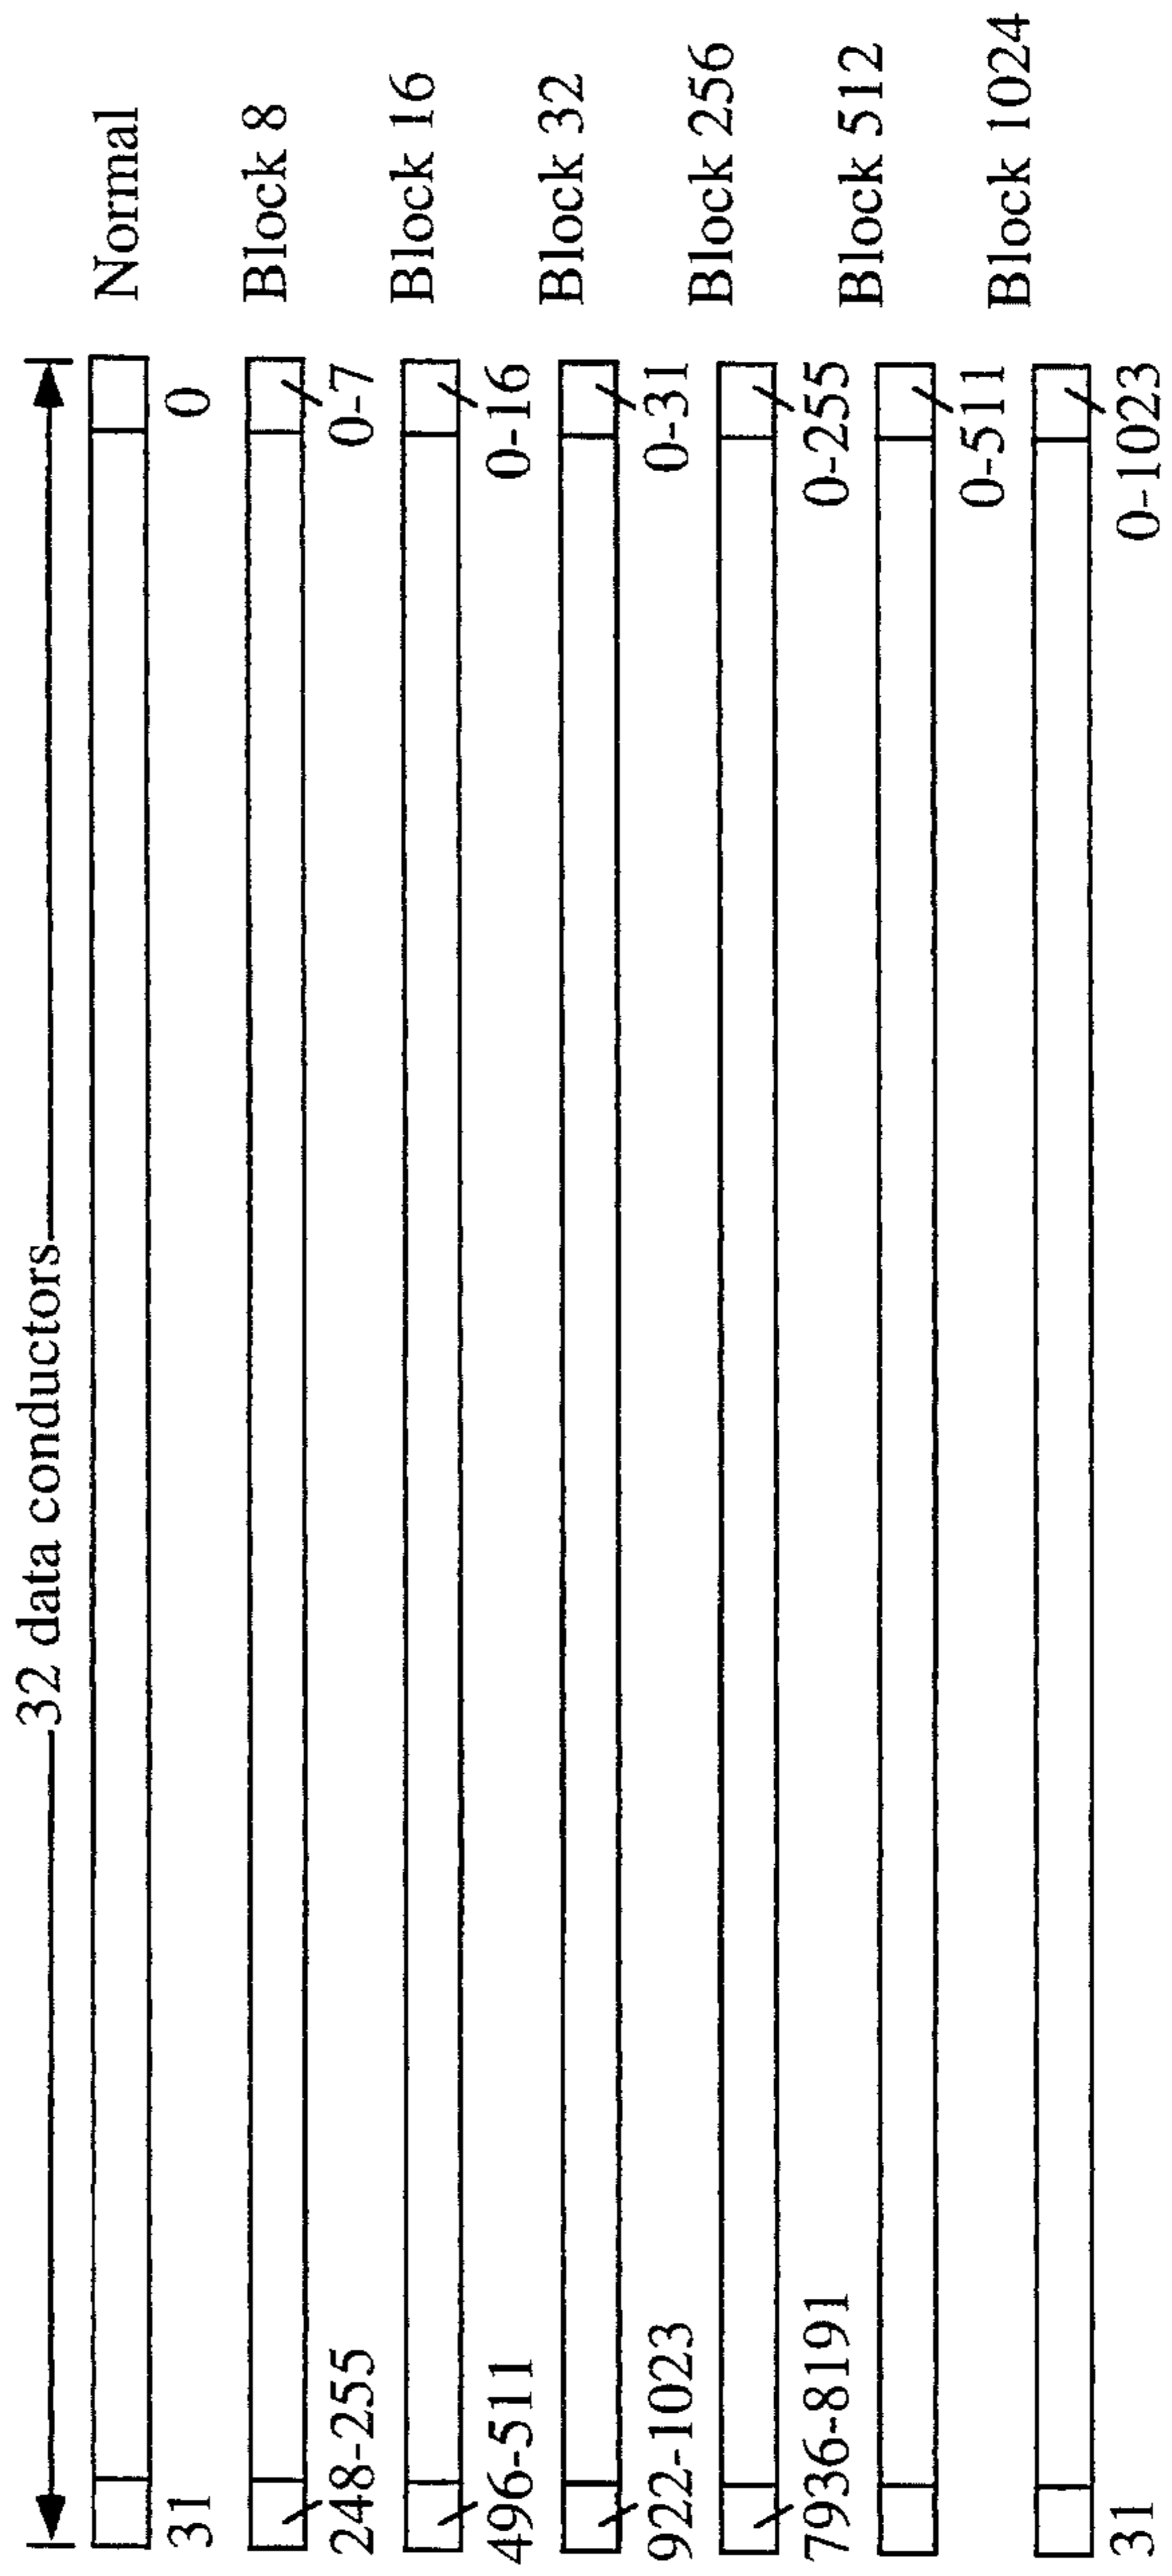 32 data conductors
Normal
31 0
Block 8
248-255 0-7
Block 16
496-511 0-16
Block 32
922-1023 0-31
Block 256
7936-8191 0-255
Block 512
0-511
Block 1024
31 0-1023